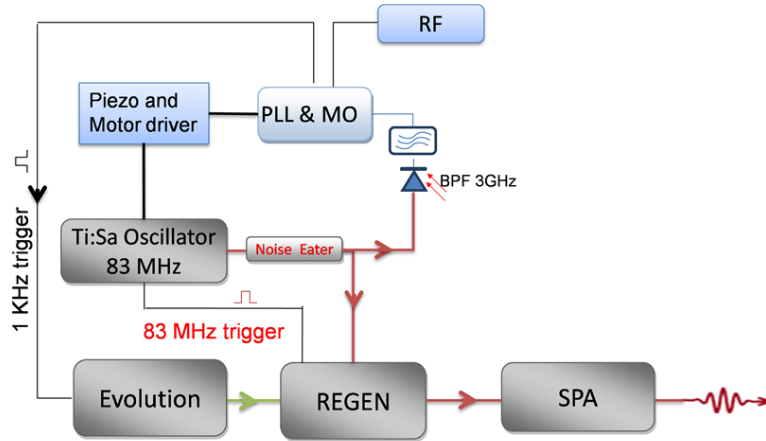 RF
Piezo and
Motor driver
PLL & MO
BPF 3GHz
Ti:Sa Oscillator
83 MHz
Noise Eater
1 KHz trigger
83 MHz trigger
Evolution
REGEN
SPA